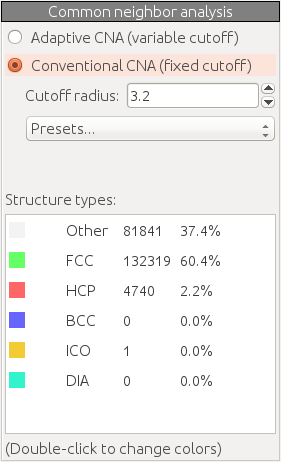 Common neighbor analysis
Adaptive CNA (variable cutoff)
Conventional CNA (fixed cutoff)
Cutoff radius: 3.2
Presets...
Structure types:
Other 81841 37.4%
FCC 132319 60.4%
HCP 4740 2.2%
BCC 0 0.0%
ICO 1 0.0%
DIA 0 0.0%
(Double-click to change colors)